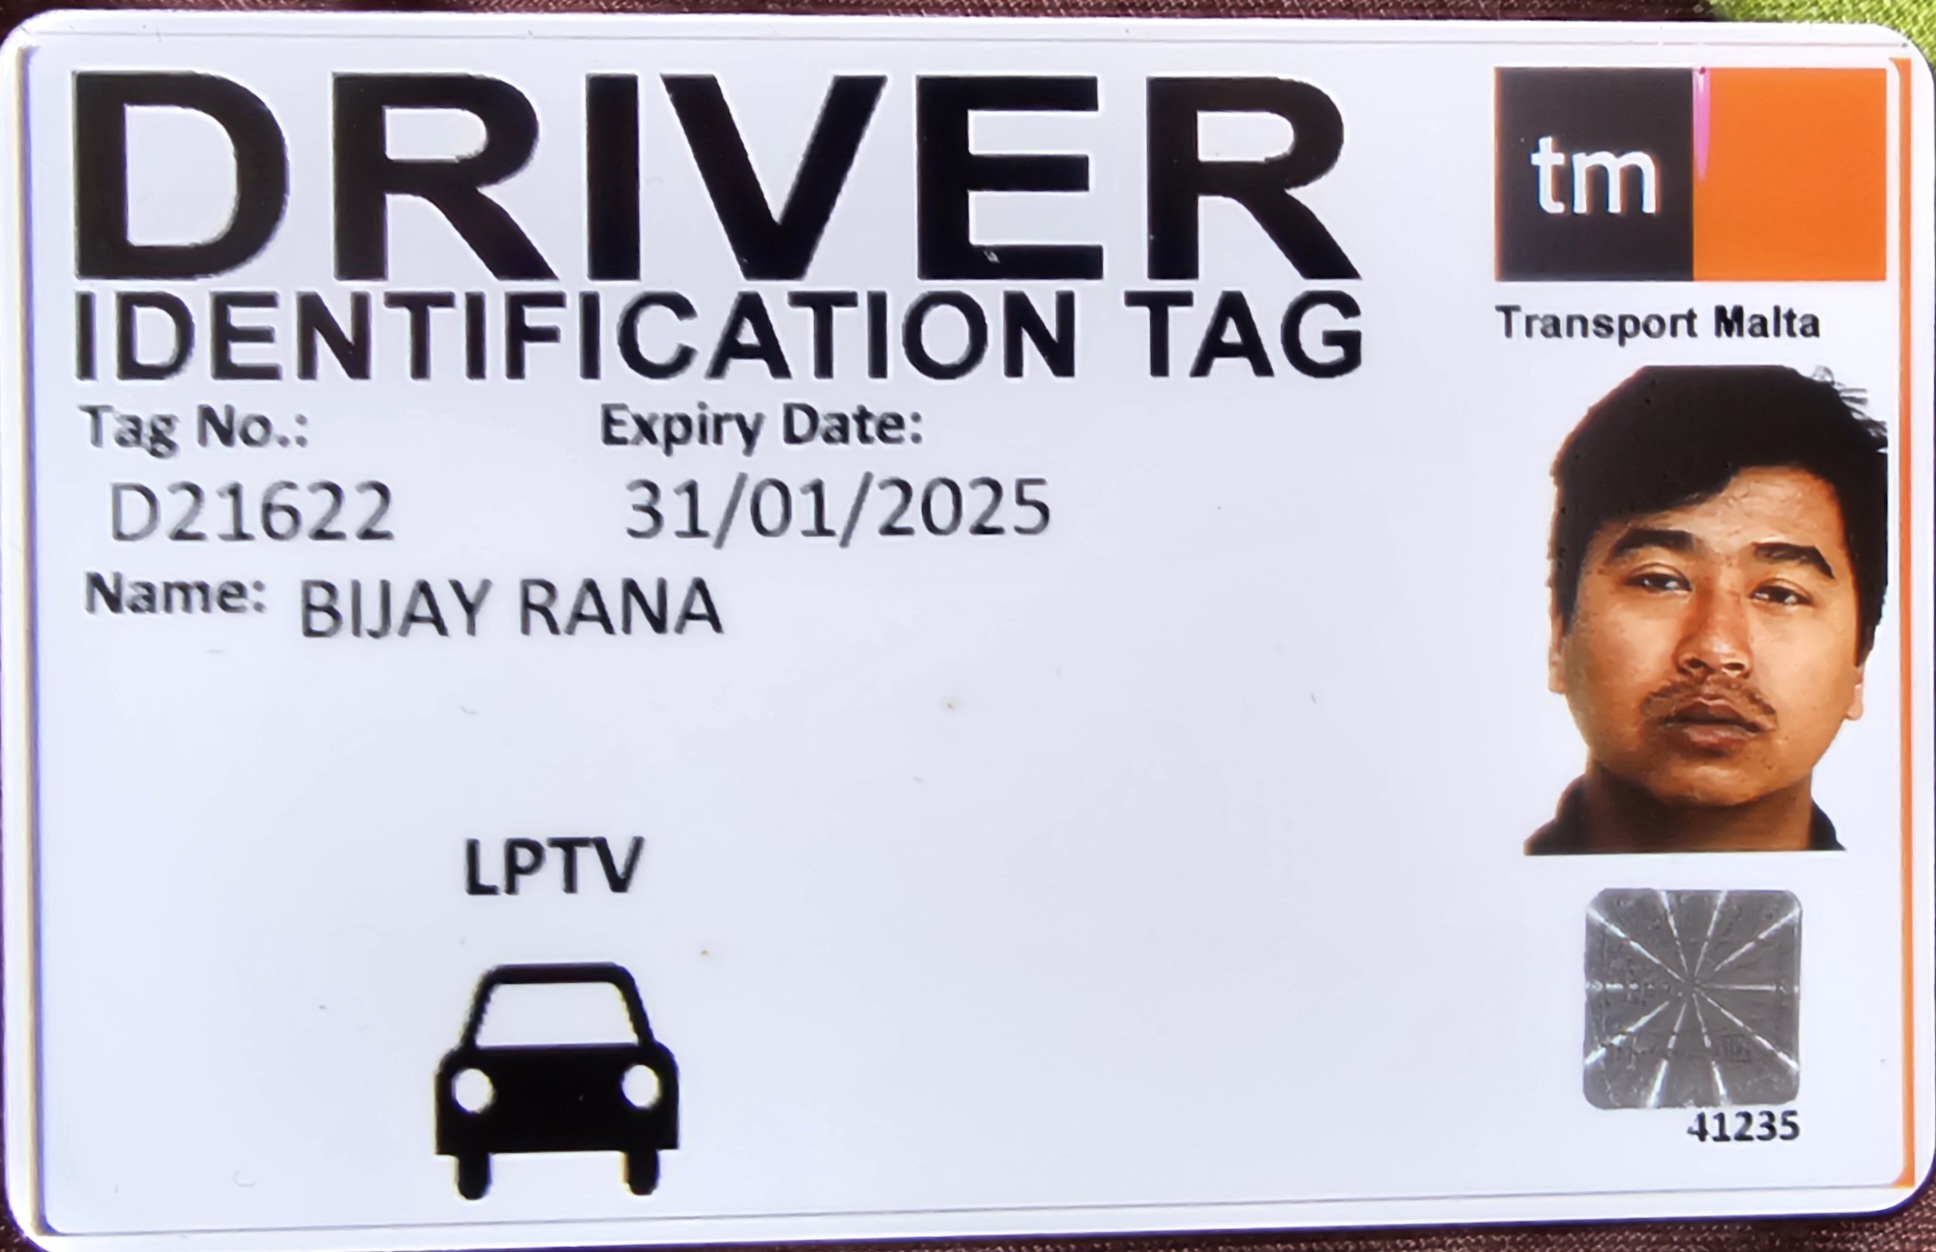 DRIVER
IDENTIFICATION TAG
tm
Transport Malta
Tag No.: Expiry Date:
D21622 31/01/2025
Name: BIJAY RANA
LPTV
41235